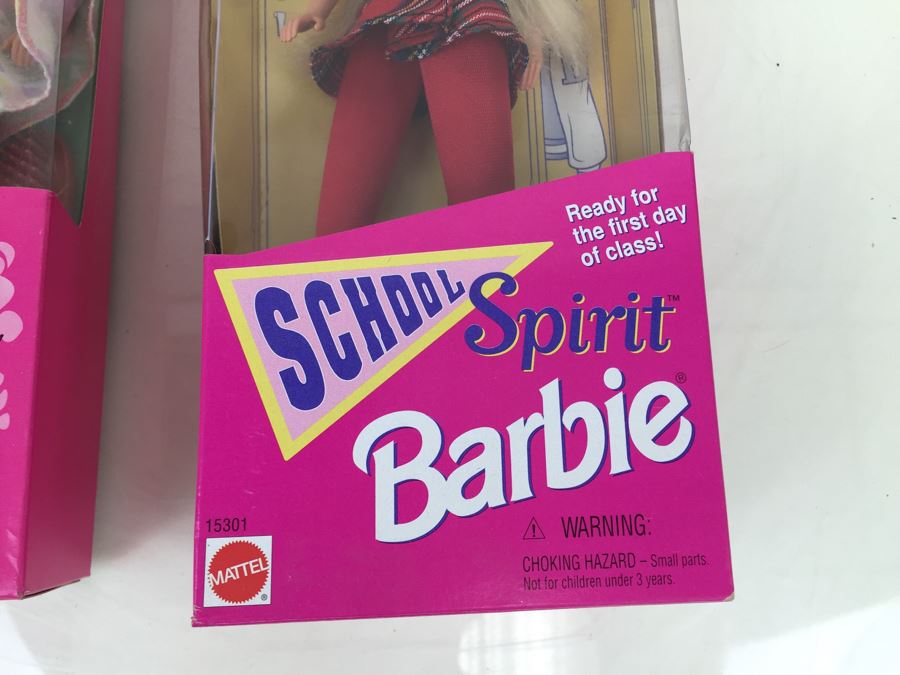 Ready for
the first day
of class!
SCHOOL
Spirit™
Barbie®
15301
MATTEL®
⚠ WARNING:
CHOKING HAZARD – Small parts.
Not for children under 3 years.